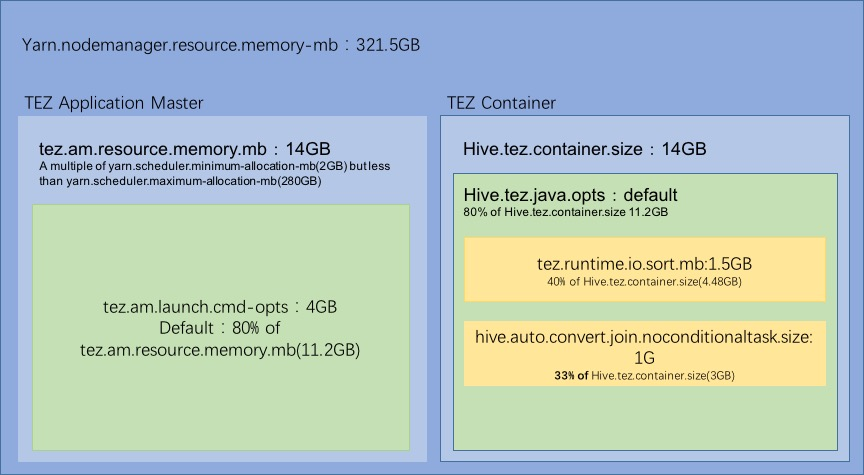 Yarn.nodemanager.resource.memory-mb：321.5GB
TEZ Application Master
tez.am.resource.memory.mb：14GB
A multiple of yarn.scheduler.minimum-allocation-mb(2GB) but less
than yarn.scheduler.maximum-allocation-mb(280GB)
tez.am.launch.cmd-opts：4GB
Default：80% of
tez.am.resource.memory.mb(11.2GB)
TEZ Container
Hive.tez.container.size：14GB
Hive.tez.java.opts：default
80% of Hive.tez.container.size 11.2GB
tez.runtime.io.sort.mb:1.5GB
40% of Hive.tez.container.size(4.48GB)
hive.auto.convert.join.noconditionaltask.size:
1G
33% of Hive.tez.container.size(3GB)